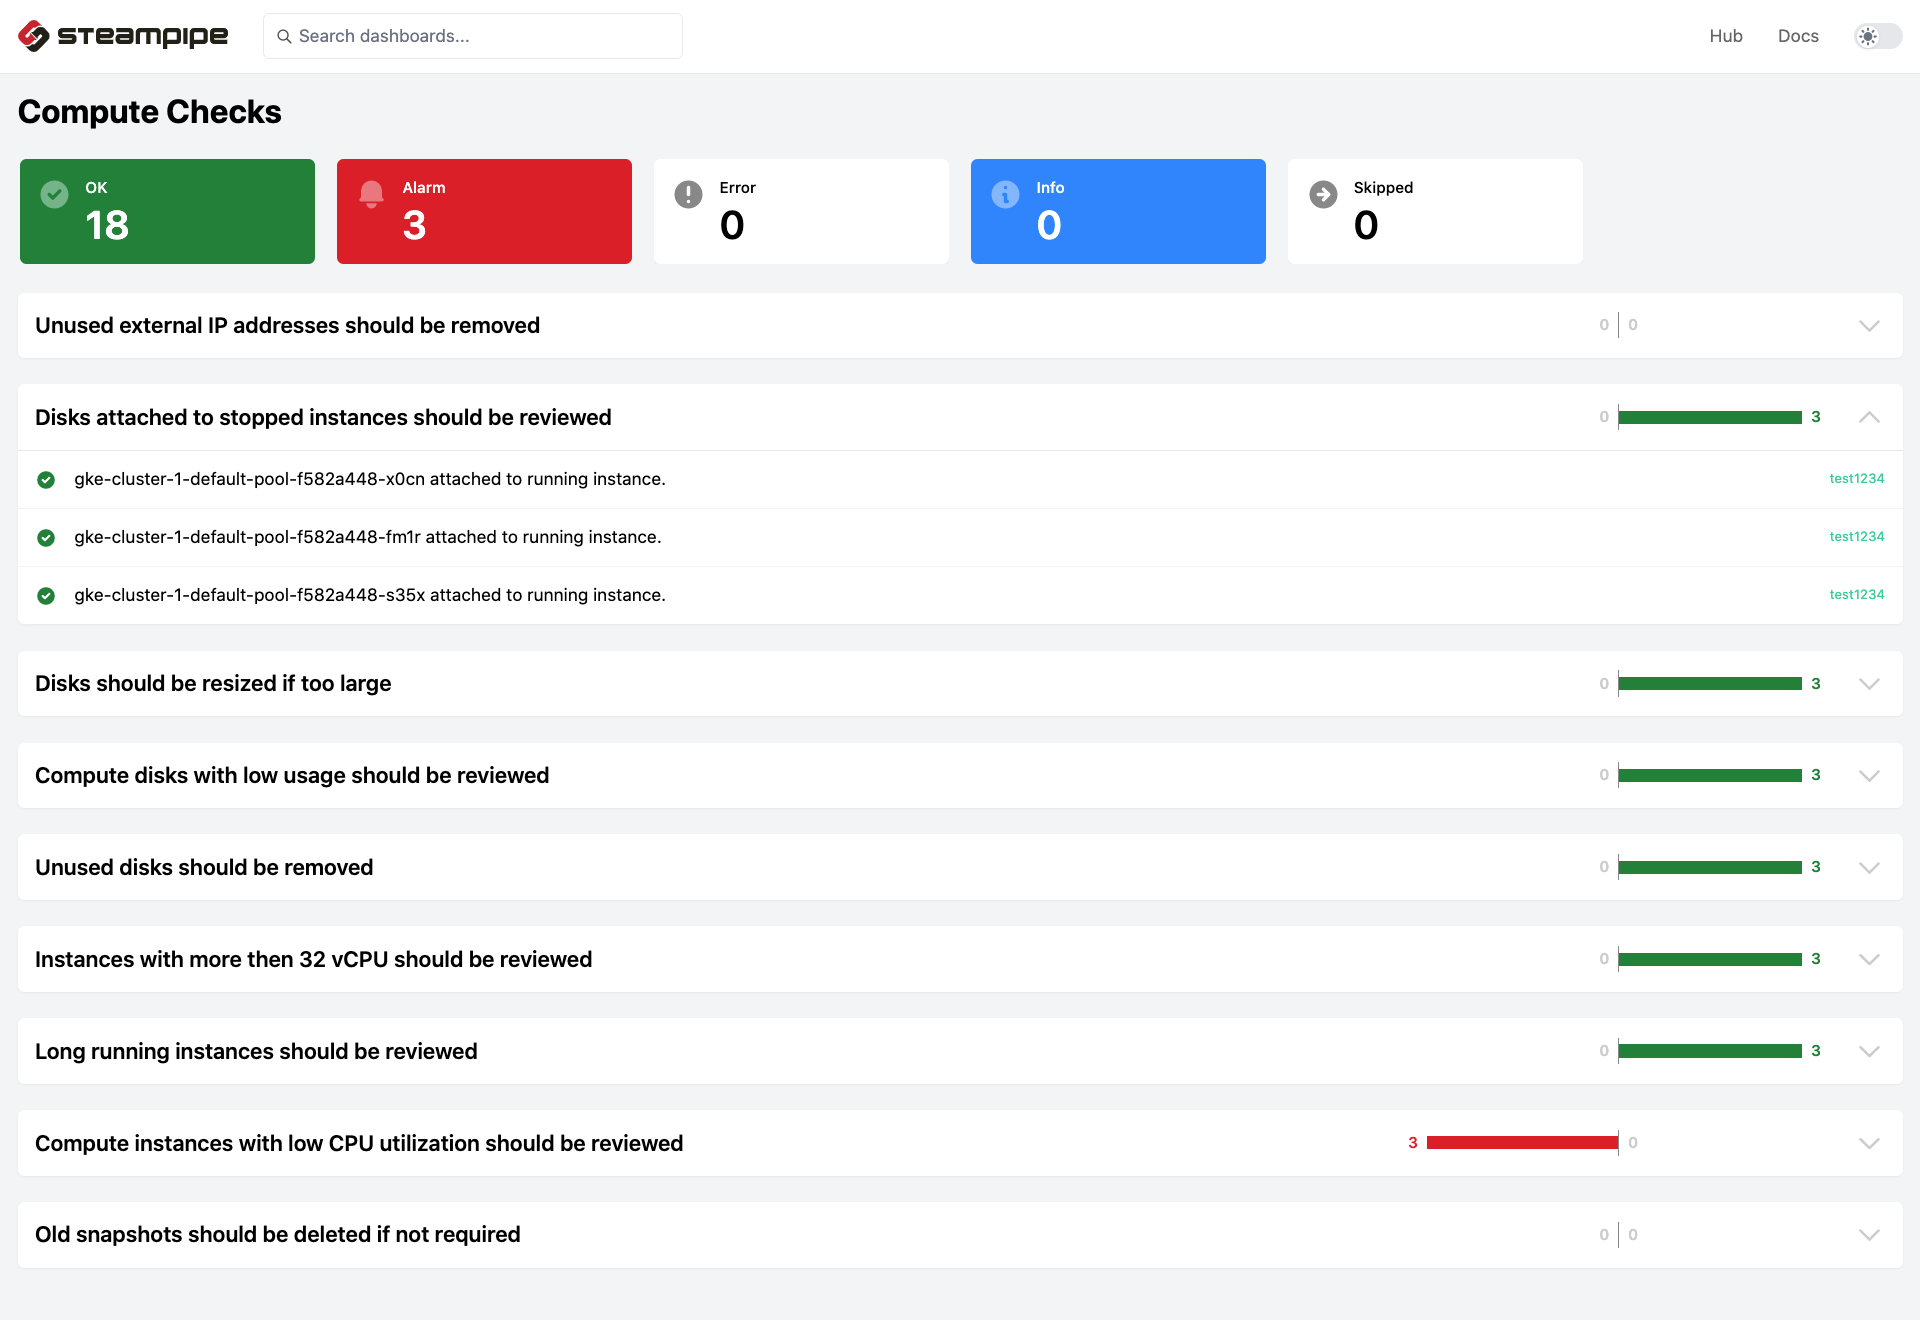 steampipe
Search dashboards...
Hub
Docs
Compute Checks
OK
18
Alarm
3
Error
0
Info
0
Skipped
0
Unused external IP addresses should be removed
0 0
Disks attached to stopped instances should be reviewed
0 3
gke-cluster-1-default-pool-f582a448-x0cn attached to running instance.
test1234
gke-cluster-1-default-pool-f582a448-fm1r attached to running instance.
test1234
gke-cluster-1-default-pool-f582a448-s35x attached to running instance.
test1234
Disks should be resized if too large
0 3
Compute disks with low usage should be reviewed
0 3
Unused disks should be removed
0 3
Instances with more then 32 vCPU should be reviewed
0 3
Long running instances should be reviewed
0 3
Compute instances with low CPU utilization should be reviewed
3 0
Old snapshots should be deleted if not required
0 0